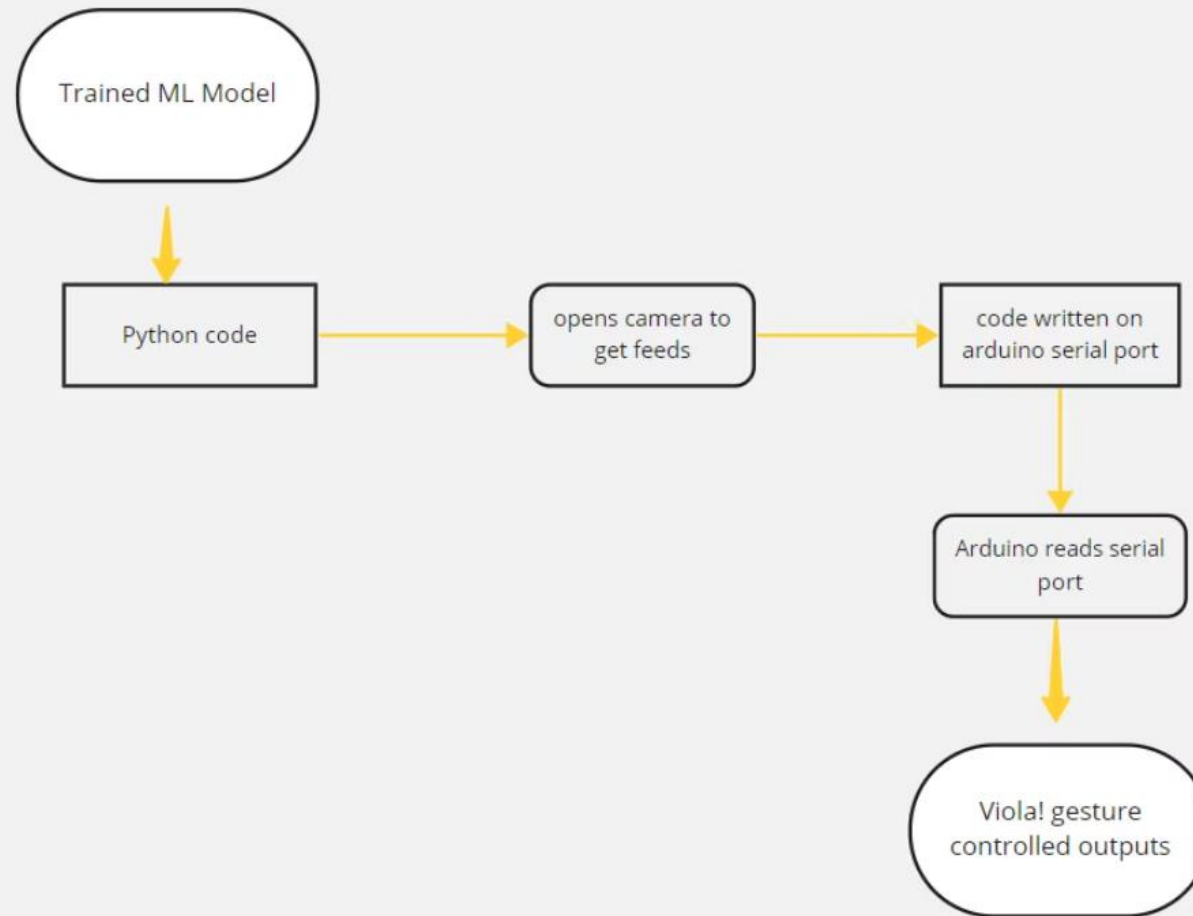 Trained ML Model
Python code
opens camera to
get feeds
code written on
arduino serial port
Arduino reads serial
port
Viola! gesture
controlled outputs